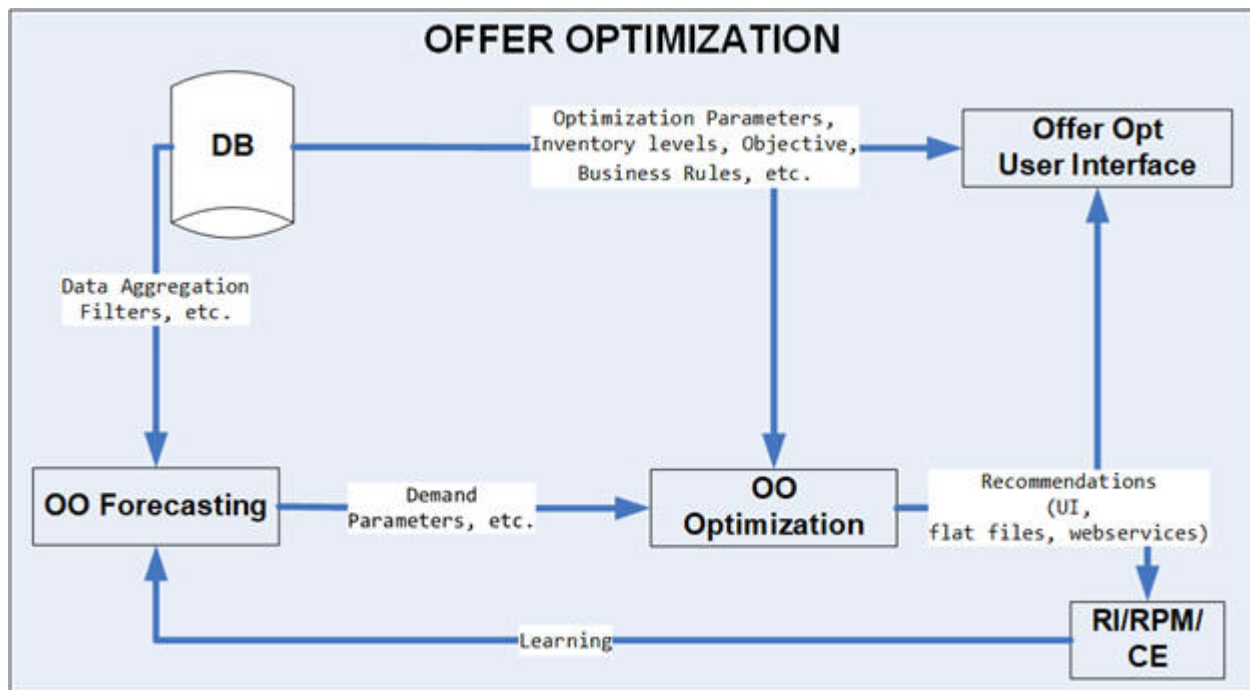 OFFER OPTIMIZATION
DB
Optimization Parameters,
Inventory levels, Objective,
Business Rules, etc.
Offer Opt
User Interface
Data Aggregation
Filters, etc.
OO Forecasting
Demand
Parameters, etc.
OO
Optimization
Recommendations
(UI,
flat files, webservices)
RI/RPM/
CE
Learning